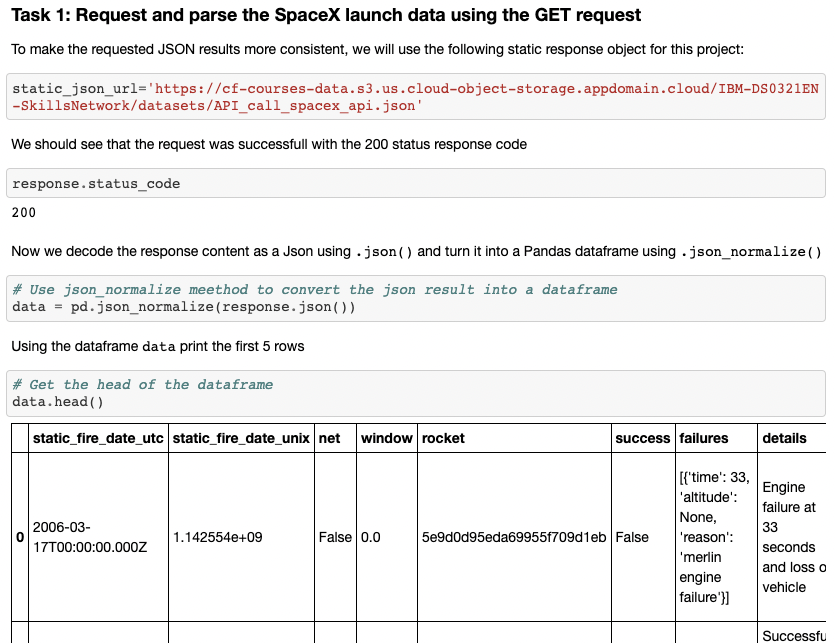 Task 1: Request and parse the SpaceX launch data using the GET request
To make the requested JSON results more consistent, we will use the following static response object for this project:
static_json_url='https://cf-courses-data.s3.us.cloud-object-storage.appdomain.cloud/IBM-DS0321EN
-SkillsNetwork/datasets/API_call_spacex_api.json'
We should see that the request was successfull with the 200 status response code
response.status_code
200
Now we decode the response content as a Json using .json() and turn it into a Pandas dataframe using .json_normalize()
# Use json_normalize meethod to convert the json result into a dataframe
data = pd.json_normalize(response.json())
Using the dataframe data print the first 5 rows
# Get the head of the dataframe
data.head()
static_fire_date_utc static_fire_date_unix net window rocket success failures details
0
2006-03-
17T00:00:00.000Z
1.142554e+09
False
0.0
5e9d0d95eda69955f709d1eb
False
[{'time': 33,
'altitude':
None,
'reason':
'merlin
engine
failure'}]
Engine
failure at
33
seconds
and loss o
vehicle
Successfu